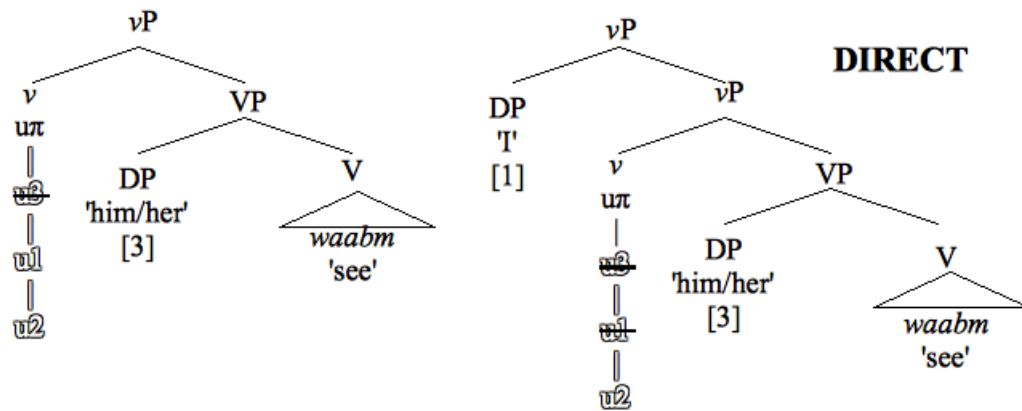 vP
v VP
uπ
u3 DP V
'him/her'
[3] waabm
u1 'see'
u2
vP
DIRECT
DP vP
'I'
[1] v VP
uπ
DP V
u3 'him/her'
[3]
u1 waabm
'see'
u2